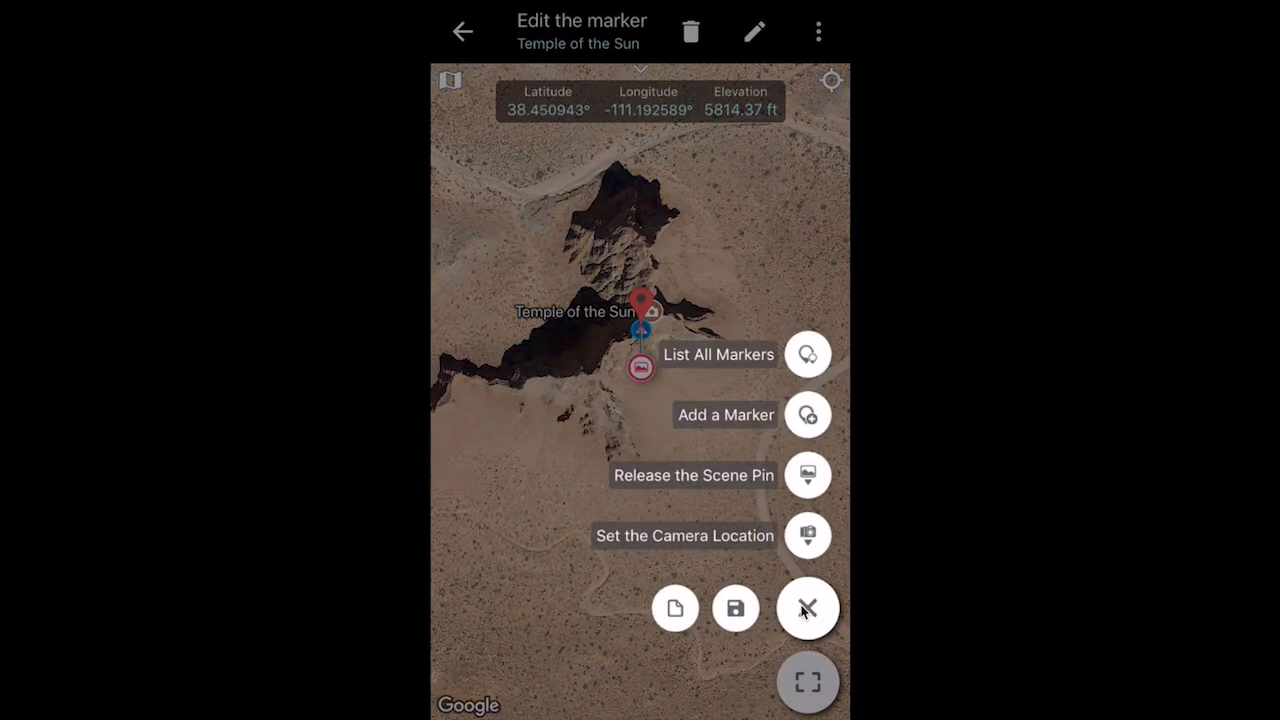 Edit the marker
Temple of the Sun
Latitude Longitude Elevation
38.450943° -111.192589° 5814.37 ft
Temple of the Sun
List All Markers
Add a Marker
Release the Scene Pin
Set the Camera Location
Google